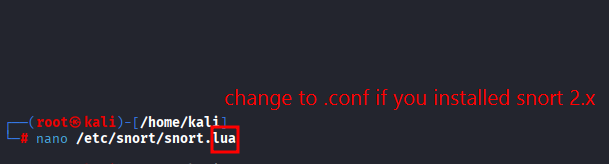 change to .conf if you installed snort 2.x
┌──(root㉿kali)-[/home/kali]
└─# nano /etc/snort/snort.lua